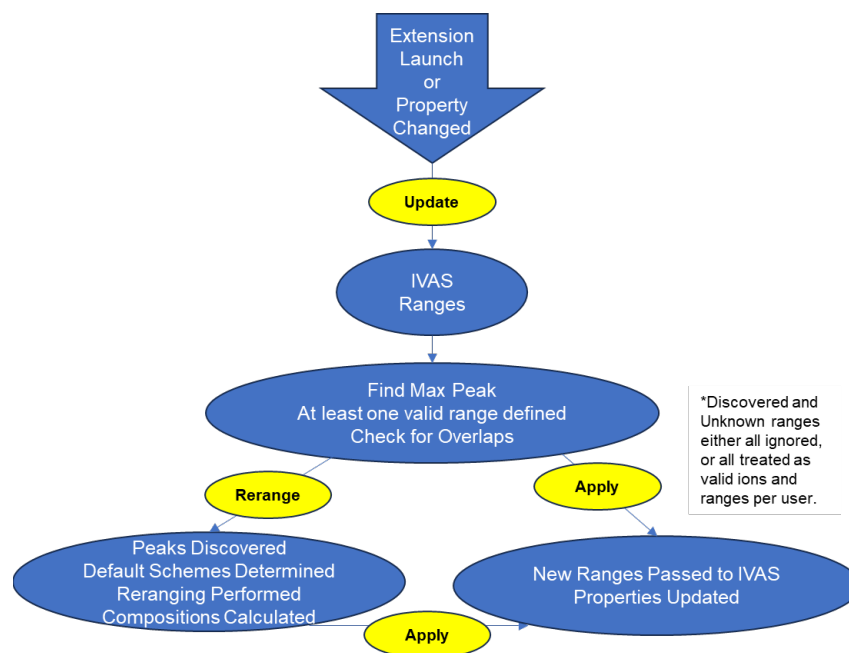 Extension
Launch
or
Property
Changed
Update
IVAS
Ranges
Find Max Peak
At least one valid range defined
Check for Overlaps
*Discovered and
Unknown ranges
either all ignored,
or all treated as
valid ions and
ranges per user.
Rerange
Apply
Peaks Discovered
Default Schemes Determined
Reranging Performed
Compositions Calculated
New Ranges Passed to IVAS
Properties Updated
Apply